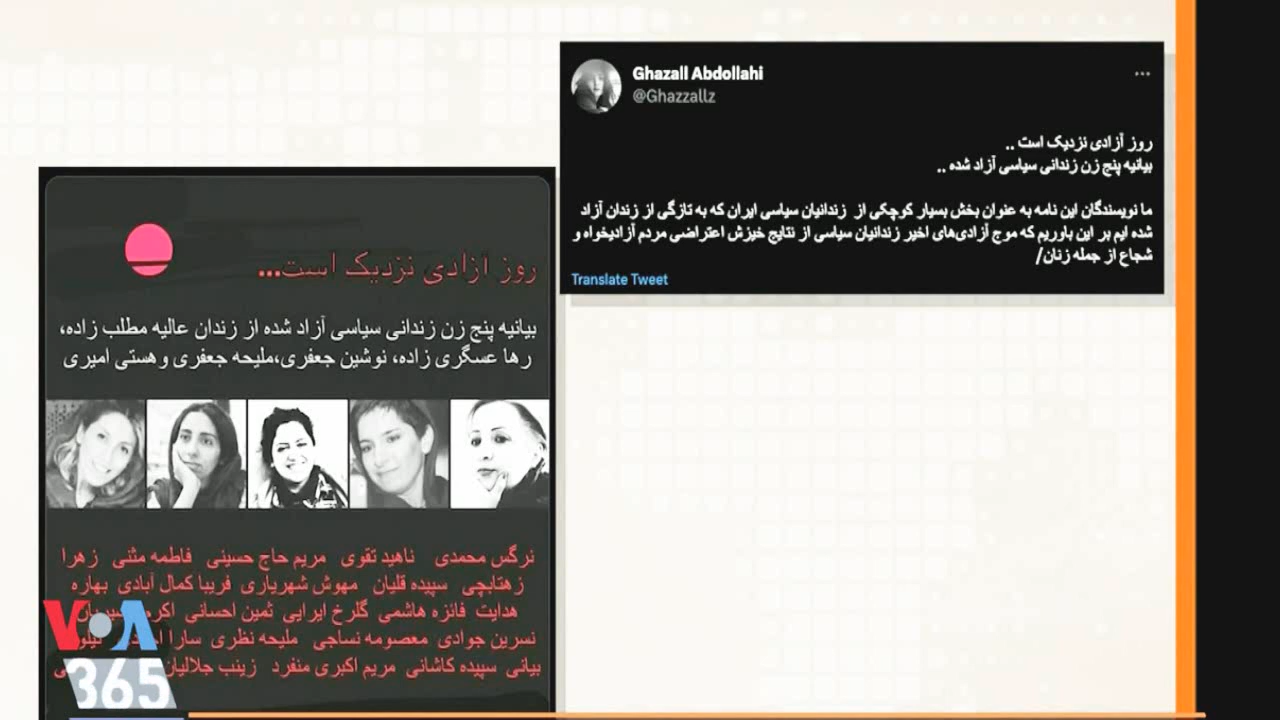 Ghazall Abdollahi
@Ghazzallz
روز آزادی نزدیک است ..
بیانیه پنج زن زندانی سیاسی آزاد شده ..
ما نویسندگان این نامه به عنوان بخش بسیار کوچکی از زندانیان سیاسی ایران که به تازگی از زندان آزاد
شده ایم بر این باوریم که موج آزادی‌های اخیر زندانیان سیاسی از نتایج خیزش اعتراضی مردم آزادیخواه و
شجاع از جمله زنان/
Translate Tweet
روز آزادی نزدیک است...
بیانیه پنج زن زندانی سیاسی آزاد شده از زندان عالیه مطلب زاده،
رها عسگری زاده، نوشین جعفری،ملیحه جعفری و هستی امیری
نرگس محمدی ناهید تقوی مریم حاج حسینی فاطمه مثنی زهرا
زهتابچی سپیده قلیان مهوش شهریاری فریبا کمال آبادی بهاره
هدایت فائزه هاشمی گلرخ ایرایی ثمین احسانی
نسرین جوادی معصومه نساجی ملیحه نظری سارا
بیانی سپیده کاشانی مریم اکبری منفرد زینب جلالیان
VOA
365